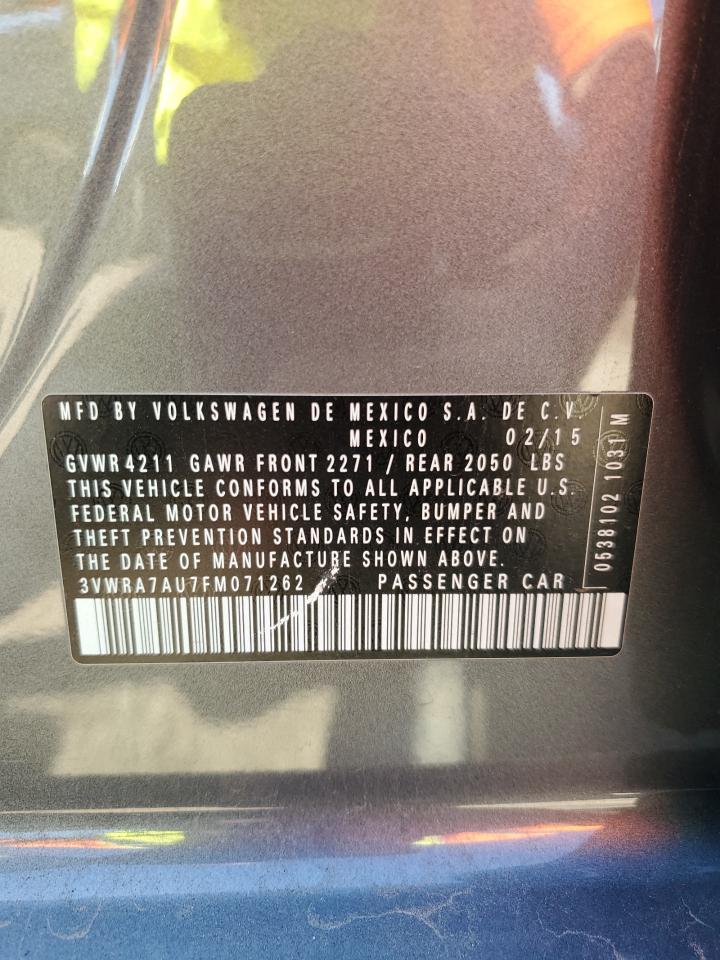 MFD BY VOLKSWAGEN DE MEXICO S.A. DE C.V.
MEXICO 02/15
GVWR 4211 GAWR FRONT 2271 / REAR 2050 LBS
THIS VEHICLE CONFORMS TO ALL APPLICABLE U.S.
FEDERAL MOTOR VEHICLE SAFETY, BUMPER AND
THEFT PREVENTION STANDARDS IN EFFECT ON
THE DATE OF MANUFACTURE SHOWN ABOVE.
3VWRA7AU7FM071262 PASSENGER CAR
0538102 1031 M